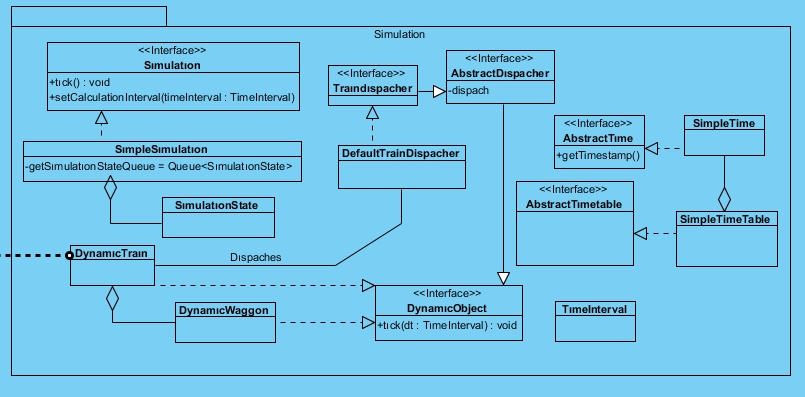 Simulation
<<Interface>>
Simulation
+tick() : void
+setCalculationInterval(timeInterval : TimeInterval)
SimpleSimulation
-getSimulationStateQueue = Queue<SimulationState>
SimulationState
<<Interface>>
Traindispacher
<<Interface>>
AbstractDispacher
-dispach
DefaultTrainDispacher
<<Interface>>
AbstractTime
+getTimestamp()
SimpleTime
<<Interface>>
AbstractTimetable
SimpleTimeTable
DynamicTrain
Dispaches
DynamicWaggon
<<Interface>>
DynamicObject
+tick(dt : TimeInterval) : void
TimeInterval